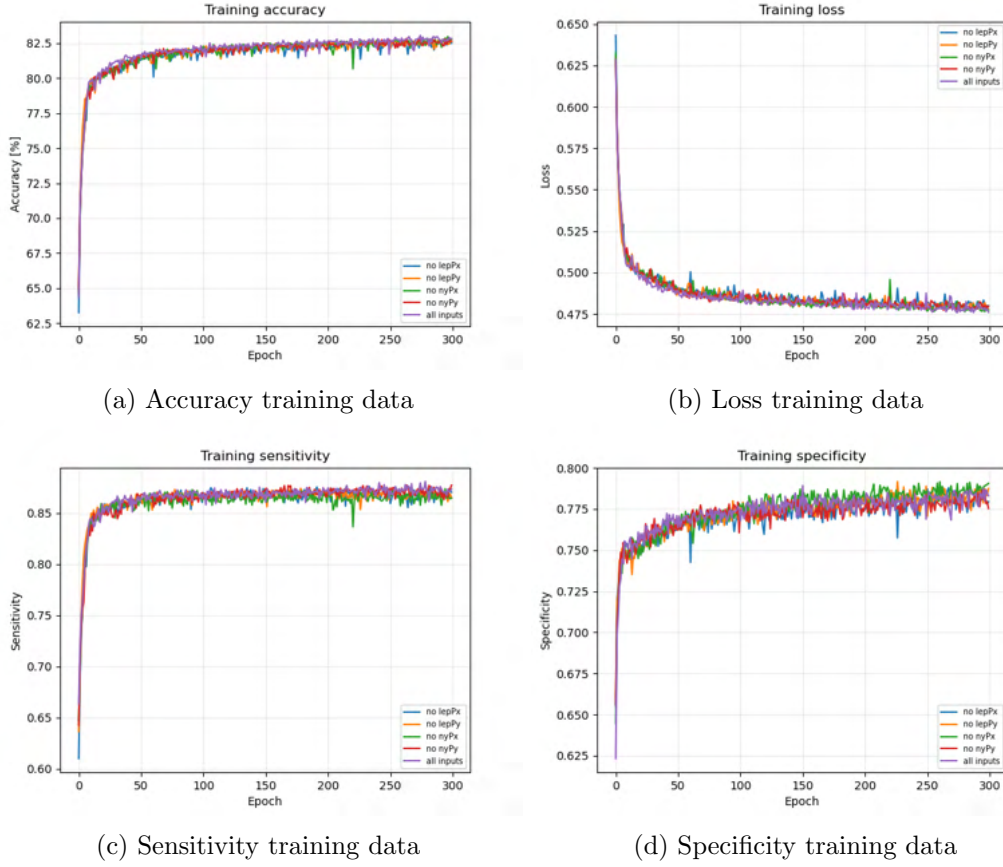 Training accuracy
Accuracy [%]
82.5
80.0
77.5
75.0
72.5
70.0
67.5
65.0
62.5
no lepPx
no lepPy
no nyPx
no nyPy
all inputs
0 50 100 150 200 250 300
Epoch
(a) Accuracy training data
Training loss
Loss
0.650
0.625
0.600
0.575
0.550
0.525
0.500
0.475
no lepPx
no lepPy
no nyPx
no nyPy
all inputs
0 50 100 150 200 250 300
Epoch
(b) Loss training data
Training sensitivity
Sensitivity
0.85
0.80
0.75
0.70
0.65
0.60
no lepPx
no lepPy
no nyPx
no nyPy
all inputs
0 50 100 150 200 250 300
Epoch
(c) Sensitivity training data
Training specificity
Specificity
0.800
0.775
0.750
0.725
0.700
0.675
0.650
0.625
no lepPx
no lepPy
no nyPx
no nyPy
all inputs
0 50 100 150 200 250 300
Epoch
(d) Specificity training data